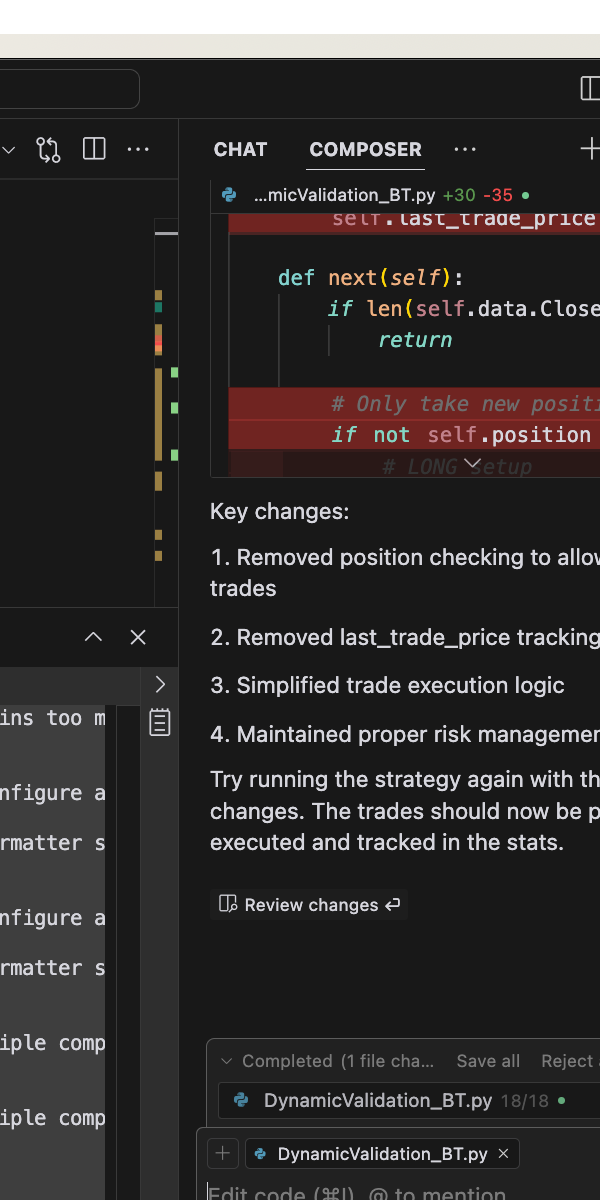 CHAT COMPOSER
...micValidation_BT.py +30 -35
self.last_trade_price
def next(self):
if len(self.data.Close
return
# Only take new positi
if not self.position
# LONG setup
Key changes:
1. Removed position checking to allow
trades
2. Removed last_trade_price tracking
3. Simplified trade execution logic
4. Maintained proper risk managemen
Try running the strategy again with th
changes. The trades should now be p
executed and tracked in the stats.
Review changes
Completed (1 file cha... Save all Reject
DynamicValidation_BT.py 18/18
DynamicValidation_BT.py
Edit code (⌘I), @ to mention
ins too m
nfigure a
rmatter s
nfigure a
rmatter s
iple comp
iple comp